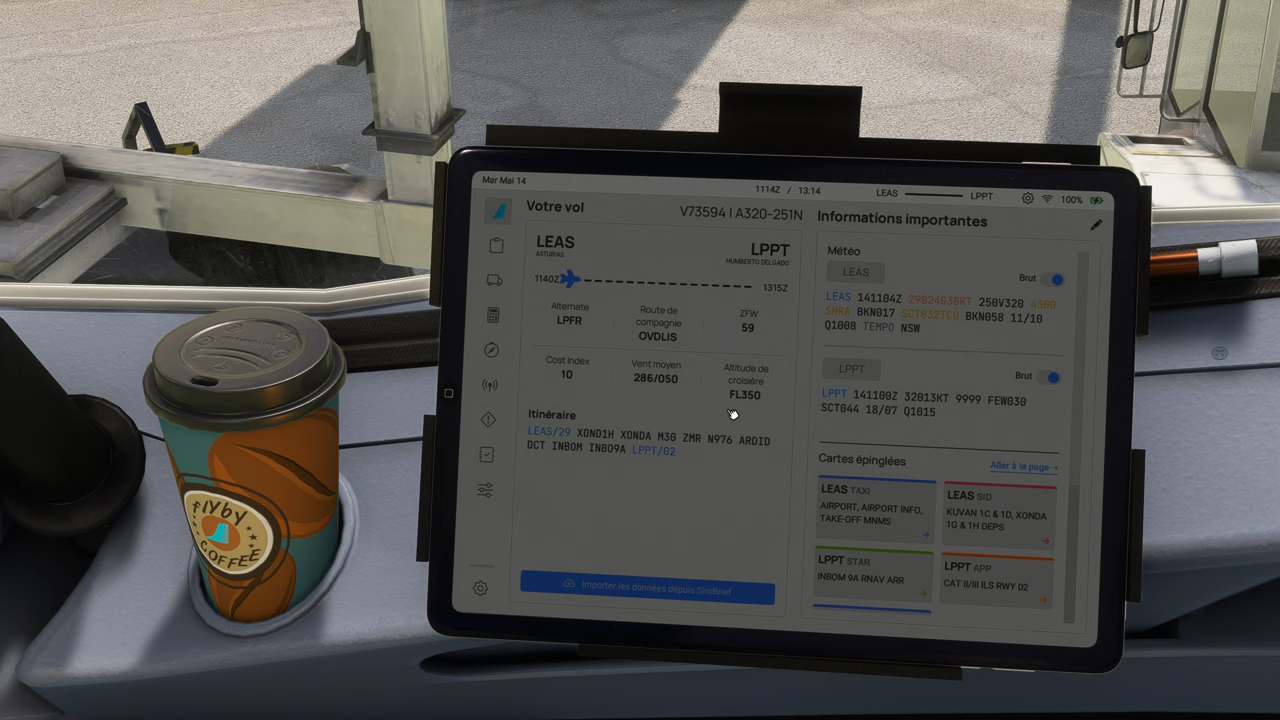 Mar Mai 14
1114Z / 13:14
LEAS
LPPT
100%
Votre vol
V73594 | A320-251N
LEAS
ASTURIAS
LPPT
HUMBERTO DELGADO
1140Z
1315Z
Alternate
LPFR
Route de
compagnie
OVDLIS
ZFW
59
Cost Index
10
Vent moyen
286/050
Altitude de
croisière
FL350
Itinéraire
LEAS/29 XOND1H XONDA M30 ZMR N976 ARDID
DCT INBOM INBO9A LPPT/02
Importer les données depuis SimBrief
Informations importantes
Météo
LEAS
Brut
LEAS 141104Z 29024G38KT 250V320 4300
SHRA BKN017 SCT032TCU BKN058 11/10
Q1008 TEMPO NSW
LPPT
Brut
LPPT 141100Z 32013KT 9999 FEW030
SCT044 18/07 Q1015
Cartes épinglées
Aller à la page
LEAS TAXI
AIRPORT, AIRPORT INFO,
TAKE-OFF MNMS
LEAS SID
KUVAN 1C & 1D, XONDA
1G & 1H DEPS
LPPT STAR
INBOM 9A RNAV ARR
LPPT APP
CAT II/III ILS RWY 02
flyby
COFFEE